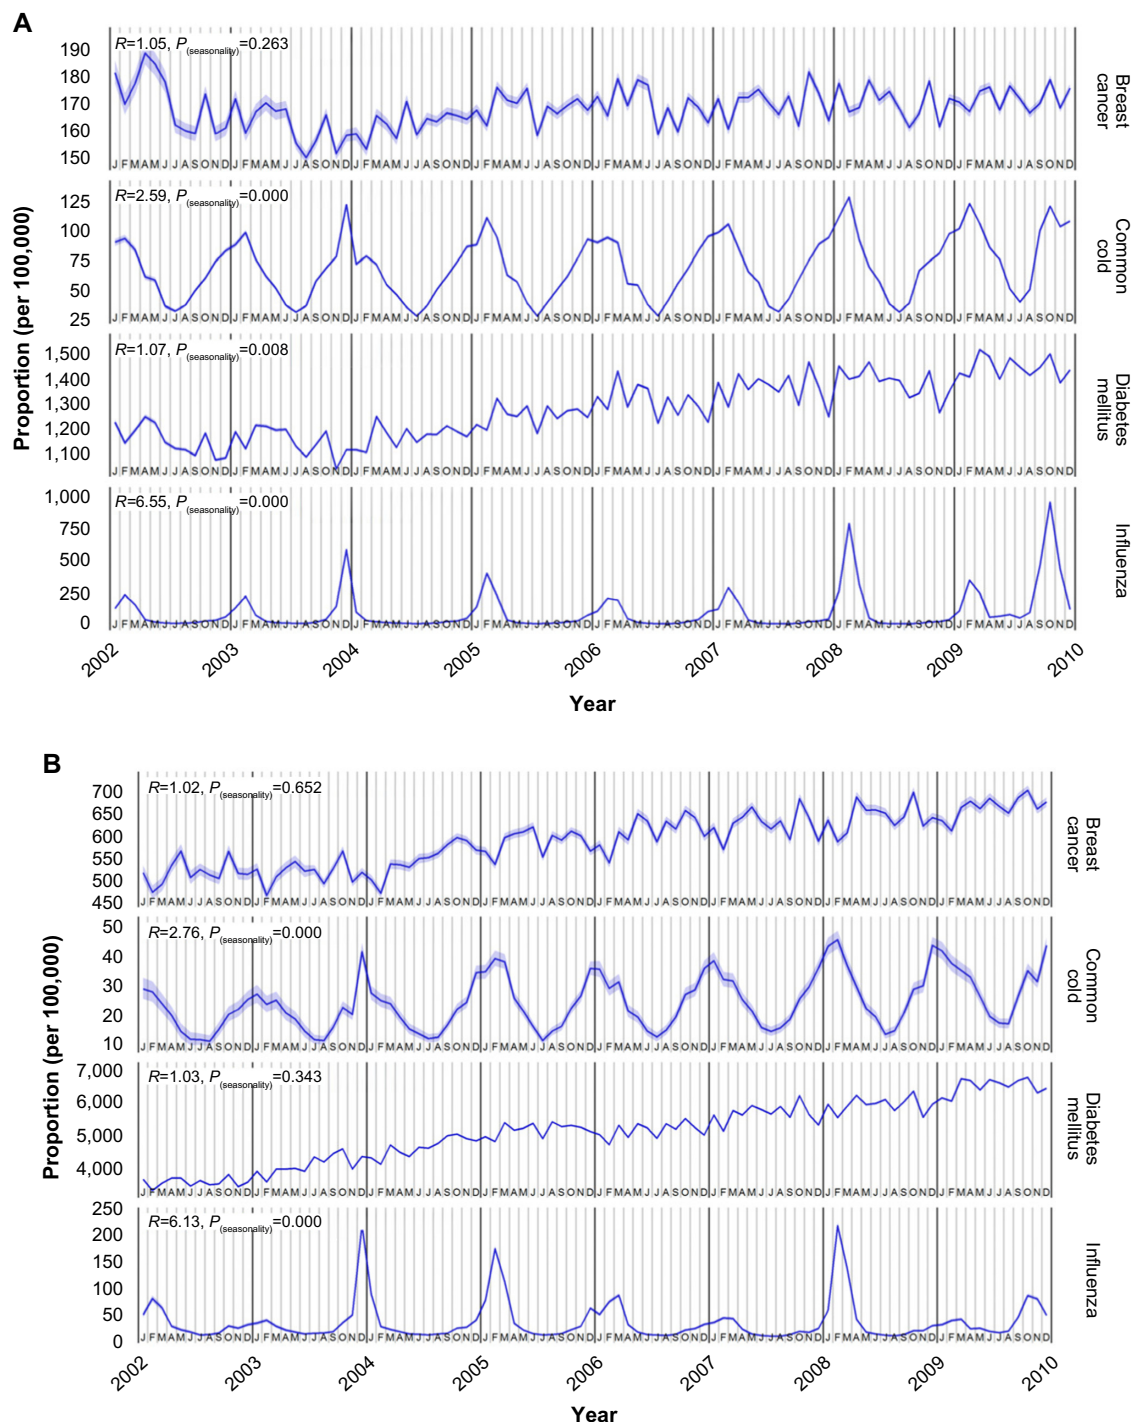 A
R=1.05, P(seasonality)=0.263
190
180
170
160
150
J F M A M J J A S O N D J F M A M J J A S O N D J F M A M J J A S O N D J F M A M J J A S O N D J F M A M J J A S O N D J F M A M J J A S O N D J F M A M J J A S O N D J F M A M J J A S O N D
Breast
cancer
R=2.59, P(seasonality)=0.000
125
100
75
50
25
J F M A M J J A S O N D J F M A M J J A S O N D J F M A M J J A S O N D J F M A M J J A S O N D J F M A M J J A S O N D J F M A M J J A S O N D J F M A M J J A S O N D J F M A M J J A S O N D
Common
cold
Proportion (per 100,000)
R=1.07, P(seasonality)=0.008
1,500
1,400
1,300
1,200
1,100
J F M A M J J A S O N D J F M A M J J A S O N D J F M A M J J A S O N D J F M A M J J A S O N D J F M A M J J A S O N D J F M A M J J A S O N D J F M A M J J A S O N D J F M A M J J A S O N D
Diabetes
mellitus
R=6.55, P(seasonality)=0.000
1,000
750
500
250
0
J F M A M J J A S O N D J F M A M J J A S O N D J F M A M J J A S O N D J F M A M J J A S O N D J F M A M J J A S O N D J F M A M J J A S O N D J F M A M J J A S O N D J F M A M J J A S O N D
Influenza
2002 2003 2004 2005 2006 2007 2008 2009 2010
Year
B
R=1.02, P(seasonality)=0.652
700
650
600
550
500
450
J F M A M J J A S O N D J F M A M J J A S O N D J F M A M J J A S O N D J F M A M J J A S O N D J F M A M J J A S O N D J F M A M J J A S O N D J F M A M J J A S O N D J F M A M J J A S O N D
Breast
cancer
R=2.76, P(seasonality)=0.000
50
40
30
20
10
J F M A M J J A S O N D J F M A M J J A S O N D J F M A M J J A S O N D J F M A M J J A S O N D J F M A M J J A S O N D J F M A M J J A S O N D J F M A M J J A S O N D J F M A M J J A S O N D
Common
cold
Proportion (per 100,000)
R=1.03, P(seasonality)=0.343
7,000
6,000
5,000
4,000
J F M A M J J A S O N D J F M A M J J A S O N D J F M A M J J A S O N D J F M A M J J A S O N D J F M A M J J A S O N D J F M A M J J A S O N D J F M A M J J A S O N D J F M A M J J A S O N D
Diabetes
mellitus
R=6.13, P(seasonality)=0.000
250
200
150
100
50
0
J F M A M J J A S O N D J F M A M J J A S O N D J F M A M J J A S O N D J F M A M J J A S O N D J F M A M J J A S O N D J F M A M J J A S O N D J F M A M J J A S O N D J F M A M J J A S O N D
Influenza
2002 2003 2004 2005 2006 2007 2008 2009 2010
Year